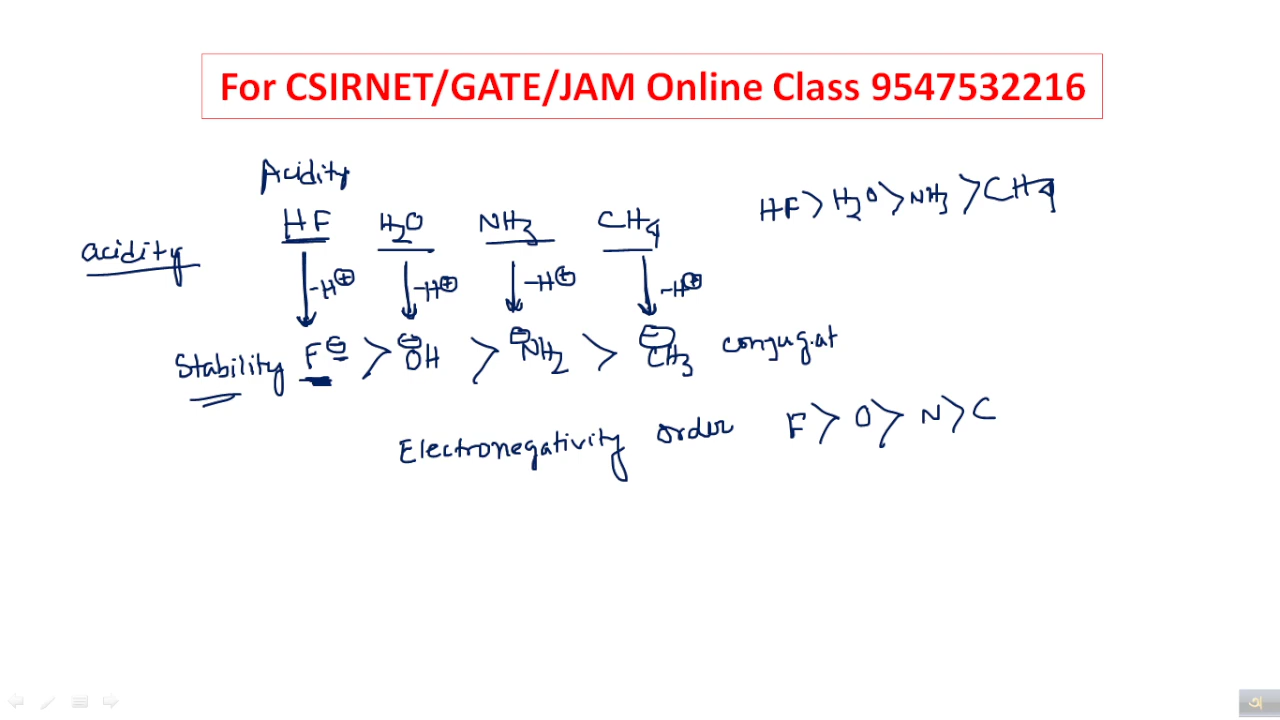 For CSIRNET/GATE/JAM Online Class 9547532216
Acidity
HF H₂O NH₃ CH₄
HF > H₂O > NH₃ > CH₄
acidity
-H⊕ -H⊕ -H⊕ -H⊕
Stability F⊖ > ⊖OH > ⊖NH₂ > ⊖CH₃ conjugat
Electronegativity order F > O > N > C
অ